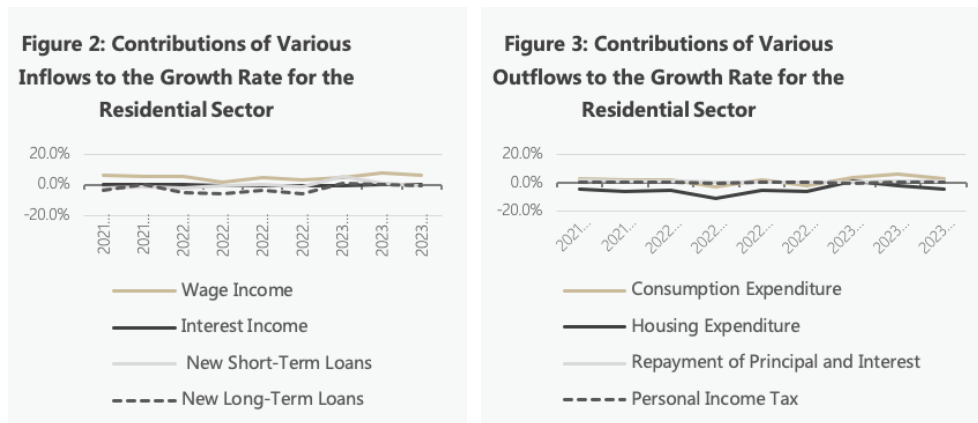 Figure 2: Contributions of Various
Inflows to the Growth Rate for the
Residential Sector
20.0%
0.0%
-20.0%
2021...
2021...
2022...
2022...
2022...
2022...
2023...
2023...
2023...
Wage Income
Interest Income
New Short-Term Loans
New Long-Term Loans
Figure 3: Contributions of Various
Outflows to the Growth Rate for the
Residential Sector
20.0%
0.0%
-20.0%
2021...
2021...
2022...
2022...
2022...
2022...
2023...
2023...
2023...
Consumption Expenditure
Housing Expenditure
Repayment of Principal and Interest
Personal Income Tax